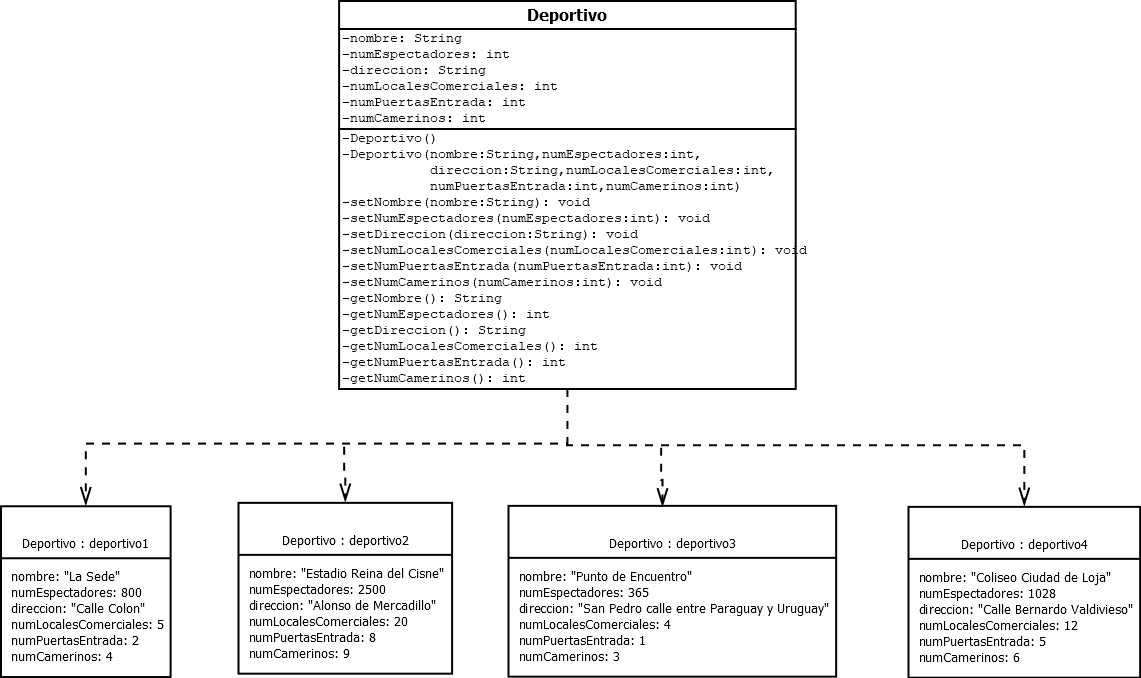 Deportivo
-nombre: String
-numEspectadores: int
-direccion: String
-numLocalesComerciales: int
-numPuertasEntrada: int
-numCamerinos: int
-Deportivo()
-Deportivo(nombre:String,numEspectadores:int,
direccion:String,numLocalesComerciales:int,
numPuertasEntrada:int,numCamerinos:int)
-setNombre(nombre:String): void
-setNumEspectadores(numEspectadores:int): void
-setDireccion(direccion:String): void
-setNumLocalesComerciales(numLocalesComerciales:int): void
-setNumPuertasEntrada(numPuertasEntrada:int): void
-setNumCamerinos(numCamerinos:int): void
-getNombre(): String
-getNumEspectadores(): int
-getDireccion(): String
-getNumLocalesComerciales(): int
-getNumPuertasEntrada(): int
-getNumCamerinos(): int
Deportivo : deportivo1
nombre: "La Sede"
numEspectadores: 800
direccion: "Calle Colon"
numLocalesComerciales: 5
numPuertasEntrada: 2
numCamerinos: 4
Deportivo : deportivo2
nombre: "Estadio Reina del Cisne"
numEspectadores: 2500
direccion: "Alonso de Mercadillo"
numLocalesComerciales: 20
numPuertasEntrada: 8
numCamerinos: 9
Deportivo : deportivo3
nombre: "Punto de Encuentro"
numEspectadores: 365
direccion: "San Pedro calle entre Paraguay y Uruguay"
numLocalesComerciales: 4
numPuertasEntrada: 1
numCamerinos: 3
Deportivo : deportivo4
nombre: "Coliseo Ciudad de Loja"
numEspectadores: 1028
direccion: "Calle Bernardo Valdivieso"
numLocalesComerciales: 12
numPuertasEntrada: 5
numCamerinos: 6